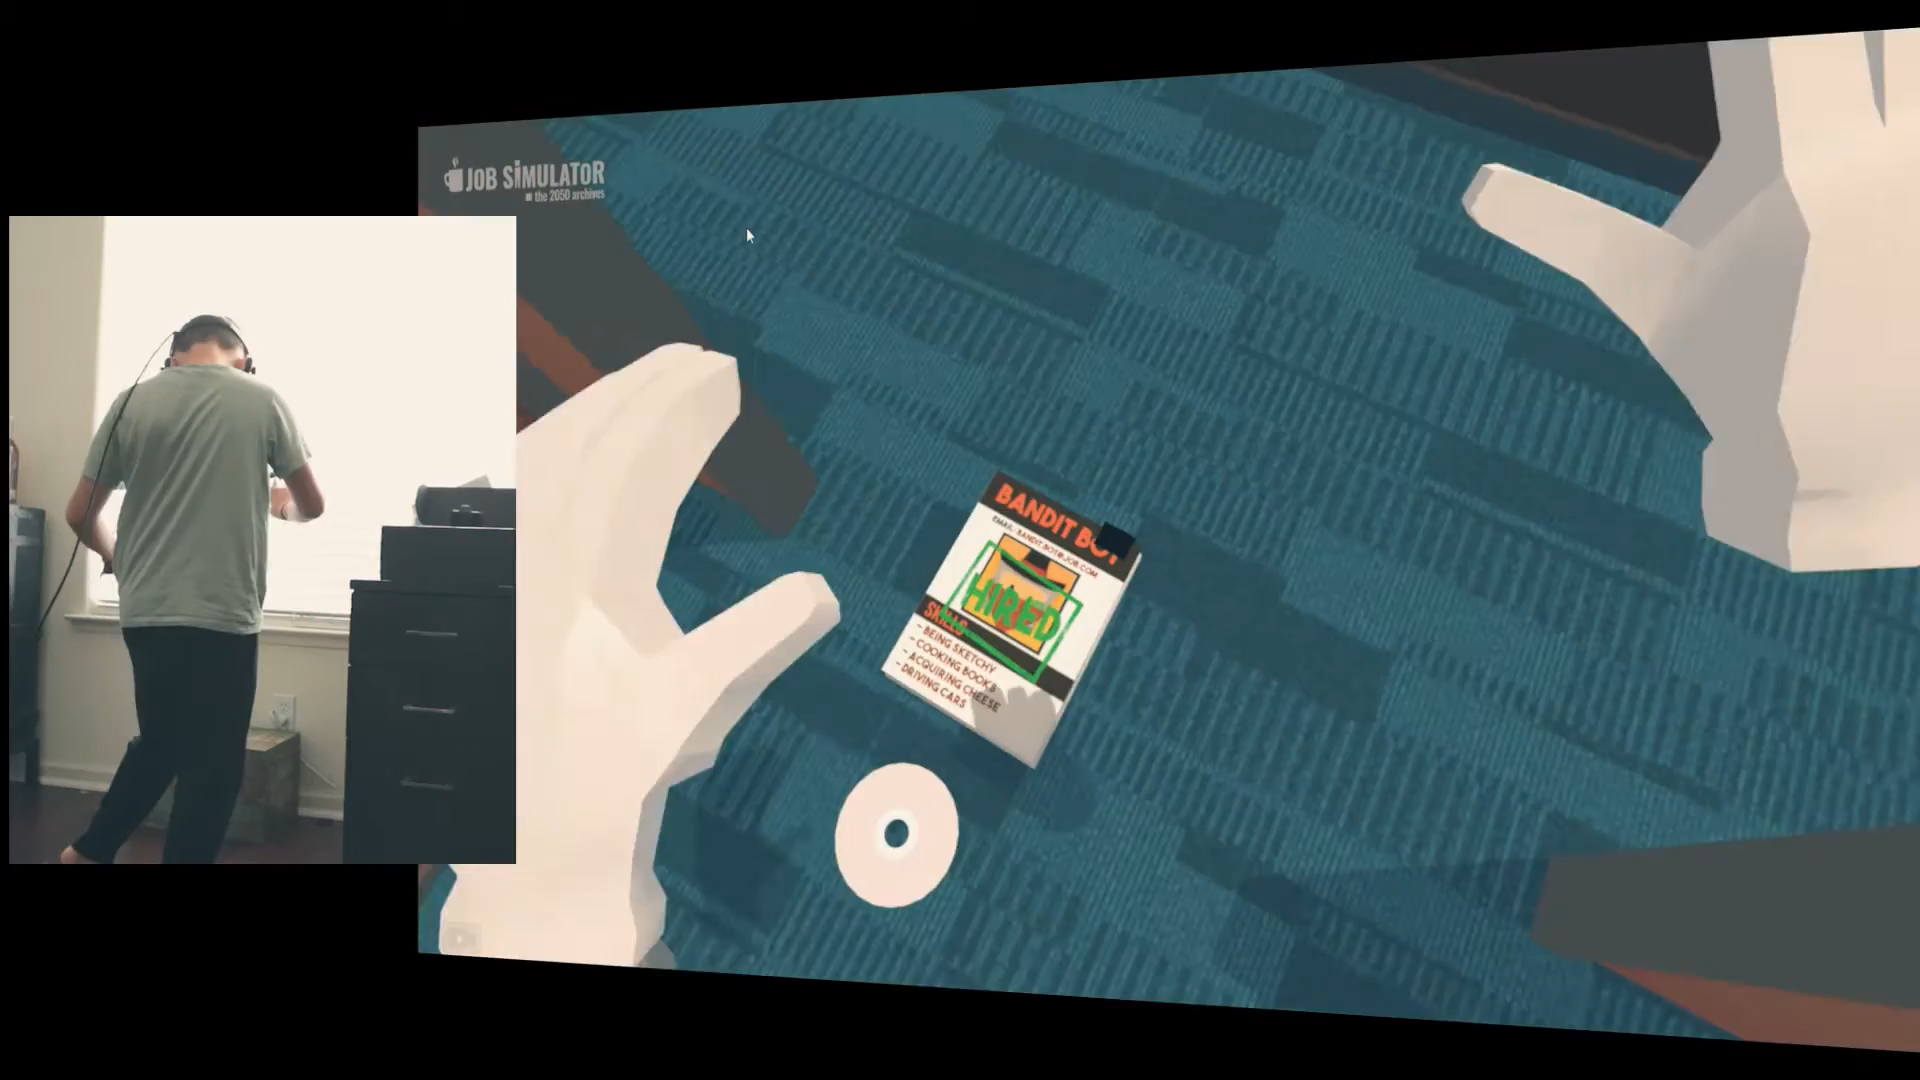 JOB SIMULATOR
the 2050 archives
BANDIT BOT
EMAIL: BANDIT.BOT@JOB.COM
HIRED
SKILLS
- BEING SKETCHY
- COOKING BOOKS
- ACQUIRING CHEESE
- DRIVING CARS